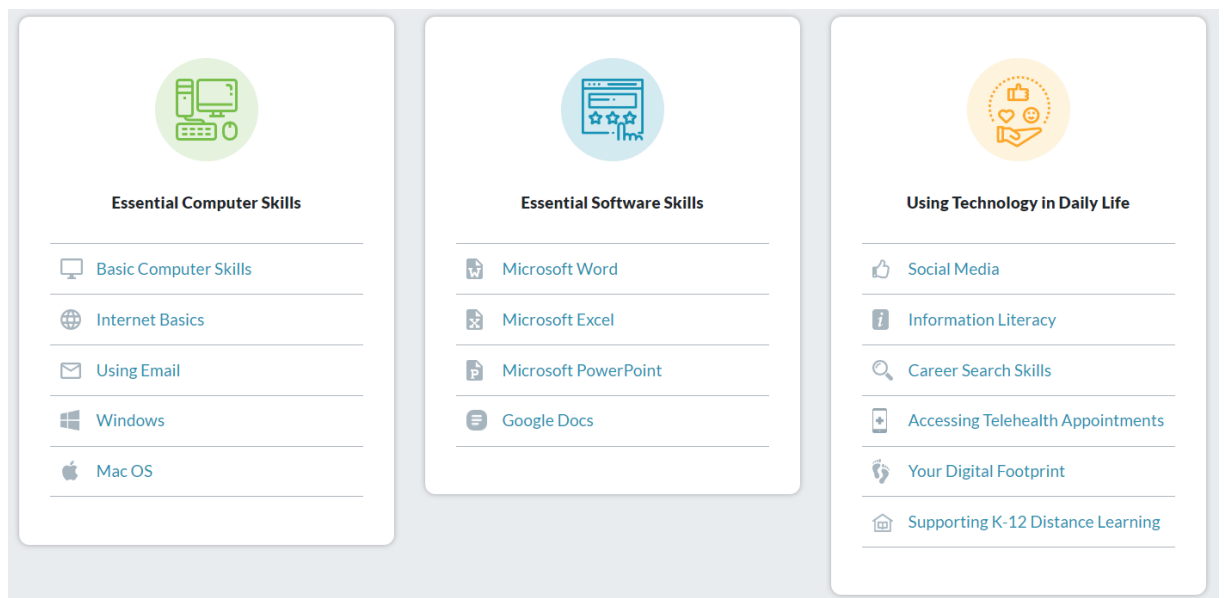 Essential Computer Skills
Basic Computer Skills
Internet Basics
Using Email
Windows
Mac OS
Essential Software Skills
Microsoft Word
Microsoft Excel
Microsoft PowerPoint
Google Docs
Using Technology in Daily Life
Social Media
Information Literacy
Career Search Skills
Accessing Telehealth Appointments
Your Digital Footprint
Supporting K-12 Distance Learning